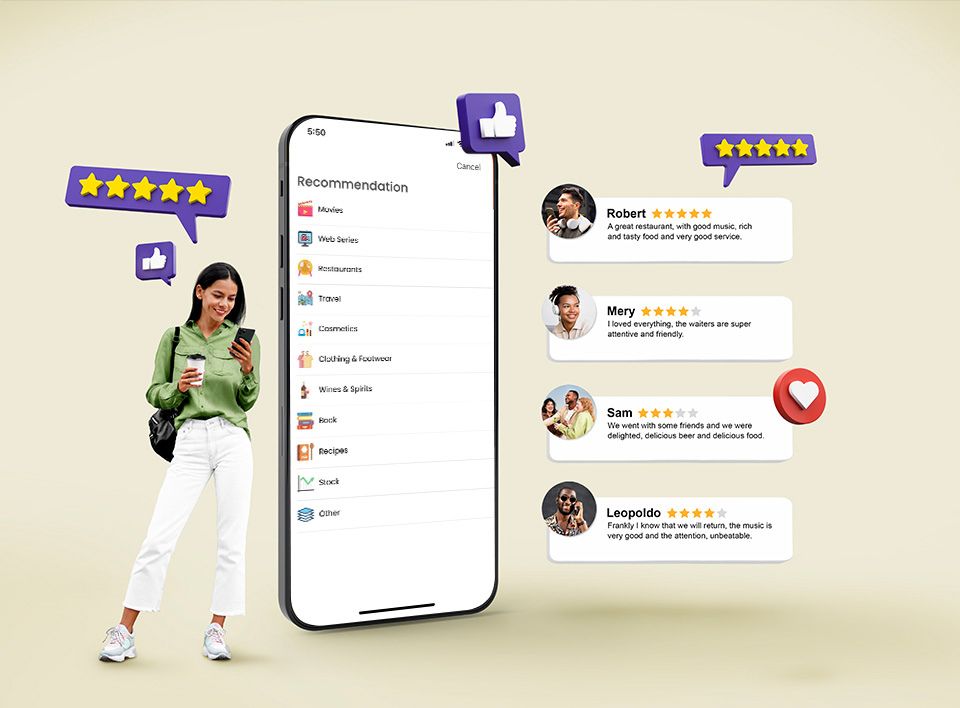 5:50
Cancel
Recommendation
Movies
Web Series
Restaurants
Travel
Cosmetics
Clothing & Footwear
Wines & Spirits
Book
Recipes
Stock
Other
Robert
A great restaurant, with good music, rich
and tasty food and very good service.
Mery
I loved everything, the waiters are super
attentive and friendly.
Sam
We went with some friends and we were
delighted, delicious beer and delicious food.
Leopoldo
Frankly I know that we will return, the music is
very good and the attention, unbeatable.